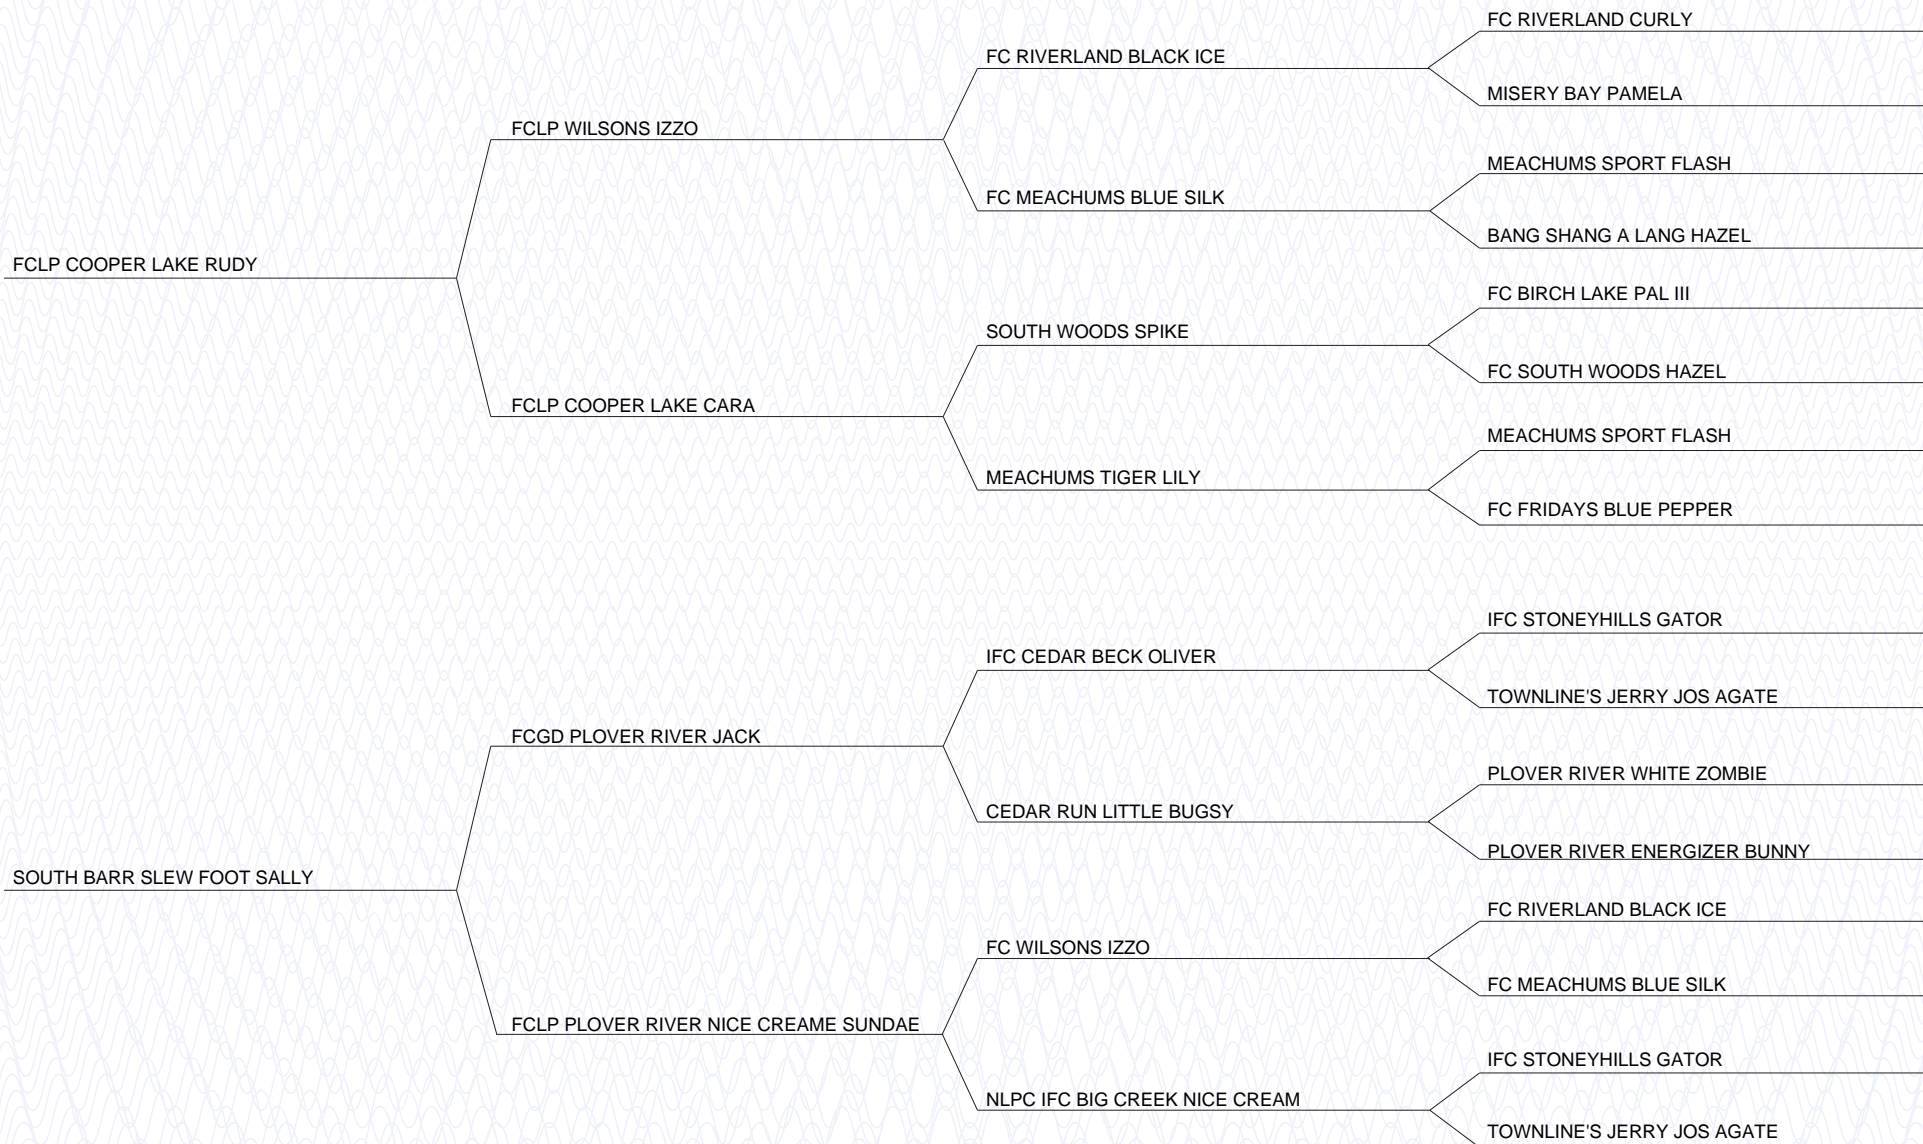 FC RIVERLAND CURLY
FC RIVERLAND BLACK ICE
MISERY BAY PAMELA
FCLP WILSONS IZZO
MEACHUMS SPORT FLASH
FC MEACHUMS BLUE SILK
BANG SHANG A LANG HAZEL
FCLP COOPER LAKE RUDY
FC BIRCH LAKE PAL III
SOUTH WOODS SPIKE
FC SOUTH WOODS HAZEL
FCLP COOPER LAKE CARA
MEACHUMS SPORT FLASH
MEACHUMS TIGER LILY
FC FRIDAYS BLUE PEPPER
IFC STONEYHILLS GATOR
IFC CEDAR BECK OLIVER
TOWNLINE'S JERRY JOS AGATE
FCGD PLOVER RIVER JACK
PLOVER RIVER WHITE ZOMBIE
CEDAR RUN LITTLE BUGSY
PLOVER RIVER ENERGIZER BUNNY
SOUTH BARR SLEW FOOT SALLY
FC RIVERLAND BLACK ICE
FC WILSONS IZZO
FC MEACHUMS BLUE SILK
FCLP PLOVER RIVER NICE CREAME SUNDAE
IFC STONEYHILLS GATOR
NLPC IFC BIG CREEK NICE CREAM
TOWNLINE'S JERRY JOS AGATE